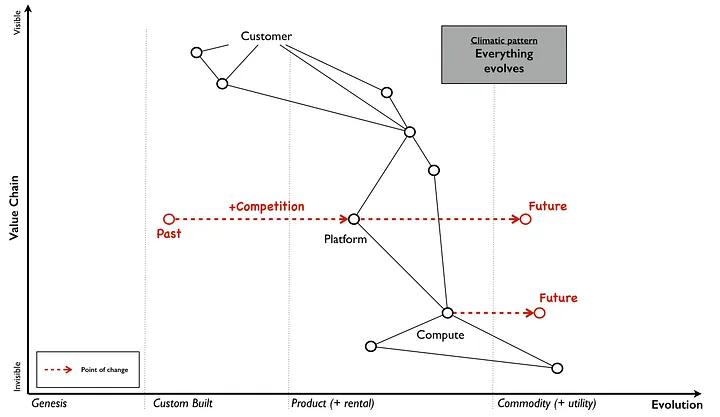 Visible
Customer
Climatic pattern
Everything
evolves
Value Chain
+Competition
Future
Past
Platform
Future
Compute
Invisible
Point of change
Genesis
Custom Built
Product (+ rental)
Commodity (+ utility)
Evolution